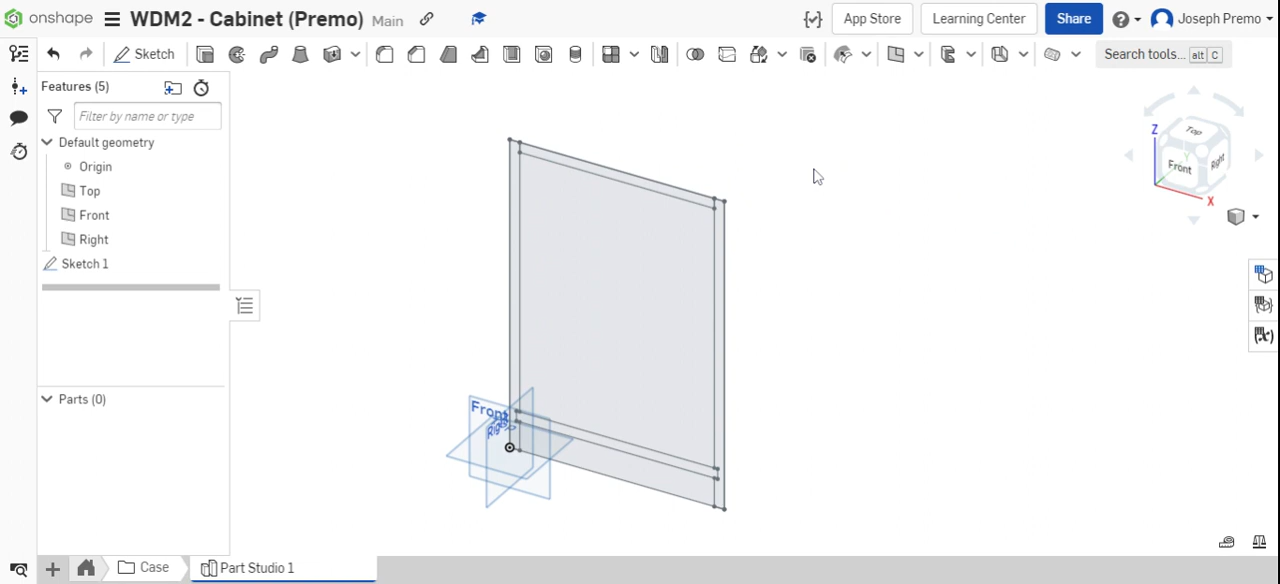 onshape WDM2 - Cabinet (Premo) Main App Store Learning Center Share Joseph Premo
Sketch Search tools... alt C
Features (5)
Filter by name or type
Default geometry
Origin
Top
Front
Right
Sketch 1
Parts (0)
Front
Z
Top
Front
Right
Y
X
Case Part Studio 1